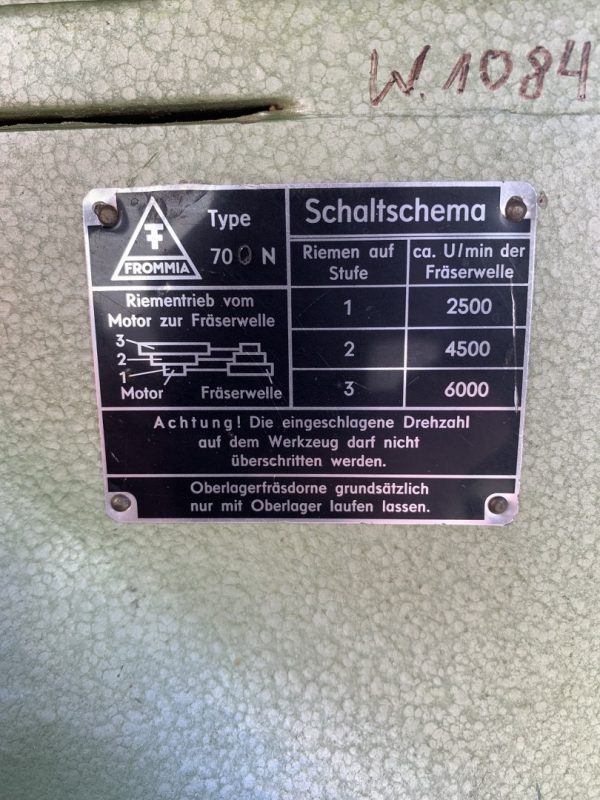 W.1084
FROMMIA
Type
700 N
Schaltschema
Riemen auf Stufe
ca. U/min der Fräserwelle
1 2500
2 4500
3 6000
Riementrieb vom
Motor zur Fräserwelle
3
2
1
Motor Fräserwelle
Achtung! Die eingeschlagene Drehzahl
auf dem Werkzeug darf nicht
überschritten werden.
Oberlagerfräsdorne grundsätzlich
nur mit Oberlager laufen lassen.